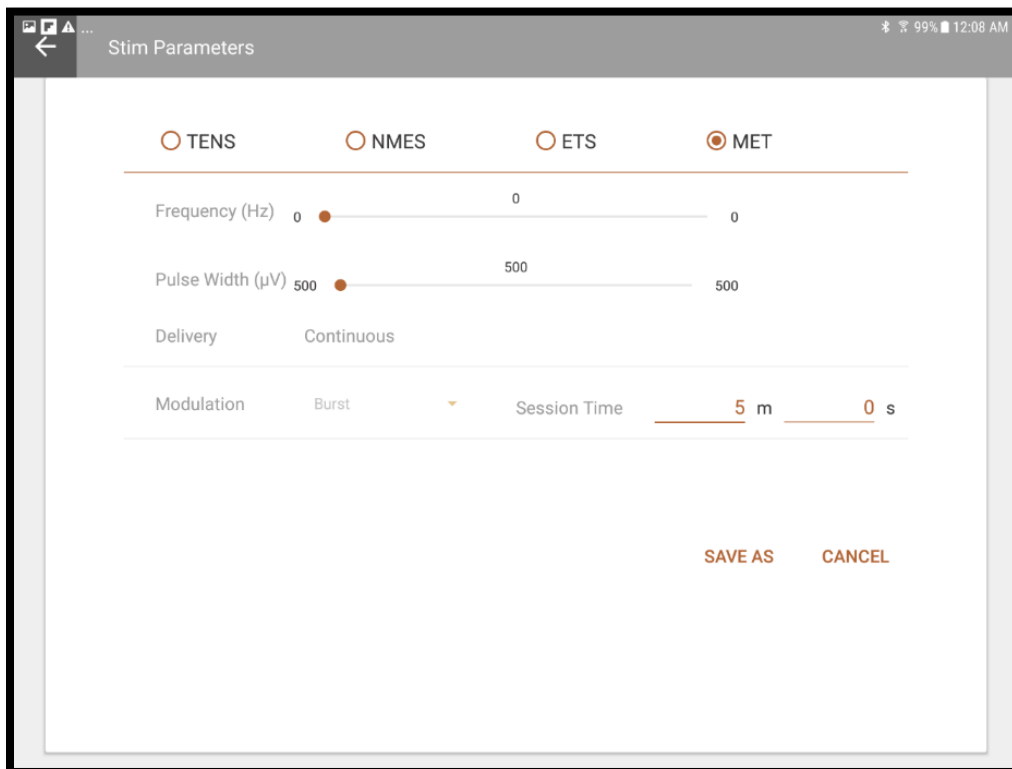 ... 99% 12:08 AM
Stim Parameters
TENS NMES ETS MET
0
Frequency (Hz) 0 0
500
Pulse Width (µV) 500 500
Delivery Continuous
Modulation Burst Session Time 5 m 0 s
SAVE AS CANCEL